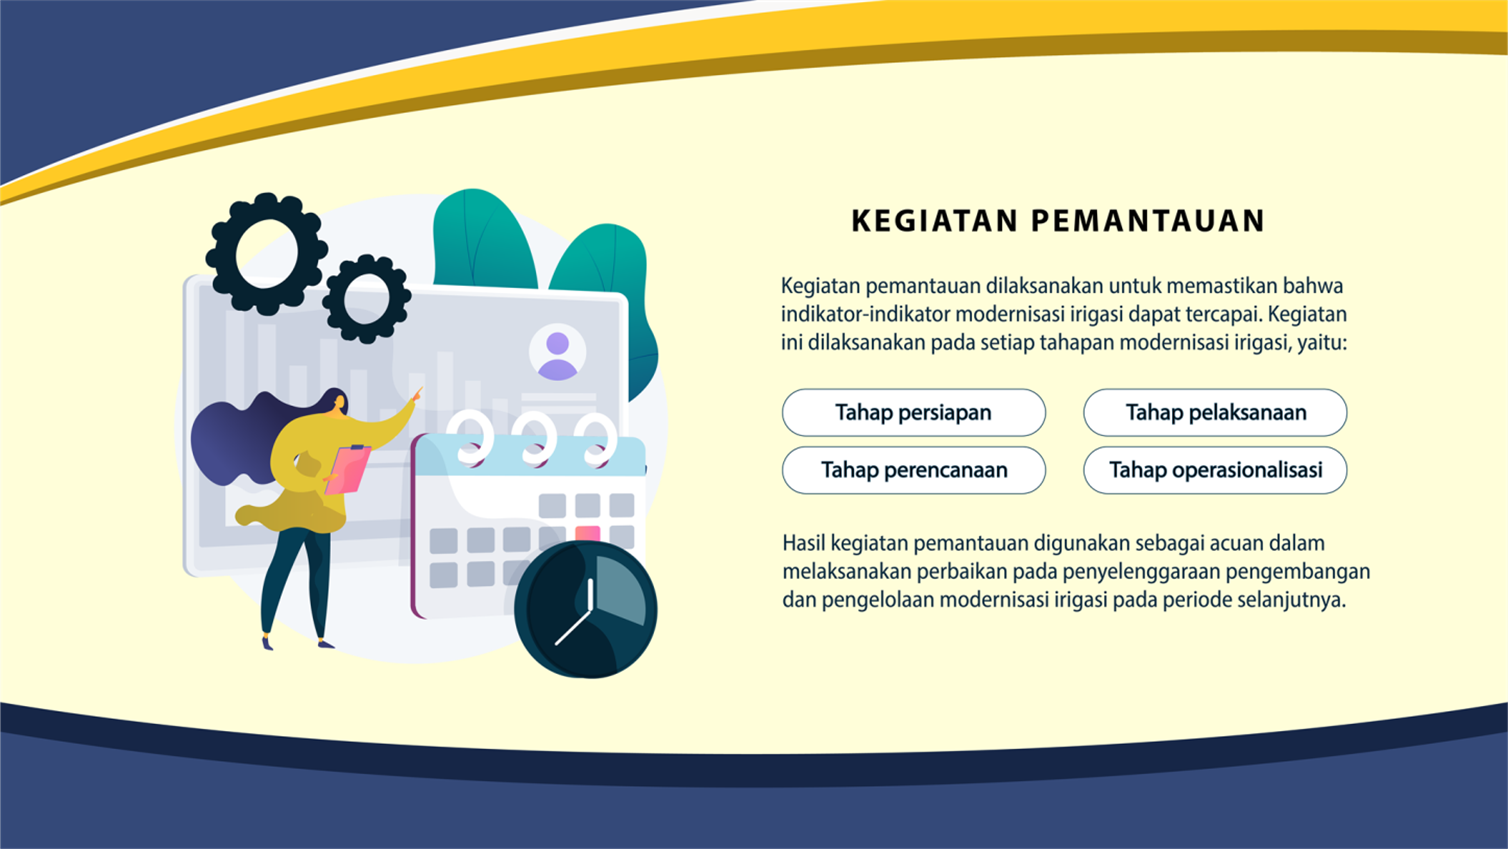 KEGIATAN PEMANTAUAN
Kegiatan pemantauan dilaksanakan untuk memastikan bahwa
indikator-indikator modernisasi irigasi dapat tercapai. Kegiatan
ini dilaksanakan pada setiap tahapan modernisasi irigasi, yaitu:
Tahap persiapan
Tahap pelaksanaan
Tahap perencanaan
Tahap operasionalisasi
Hasil kegiatan pemantauan digunakan sebagai acuan dalam
melaksanakan perbaikan pada penyelenggaraan pengembangan
dan pengelolaan modernisasi irigasi pada periode selanjutnya.